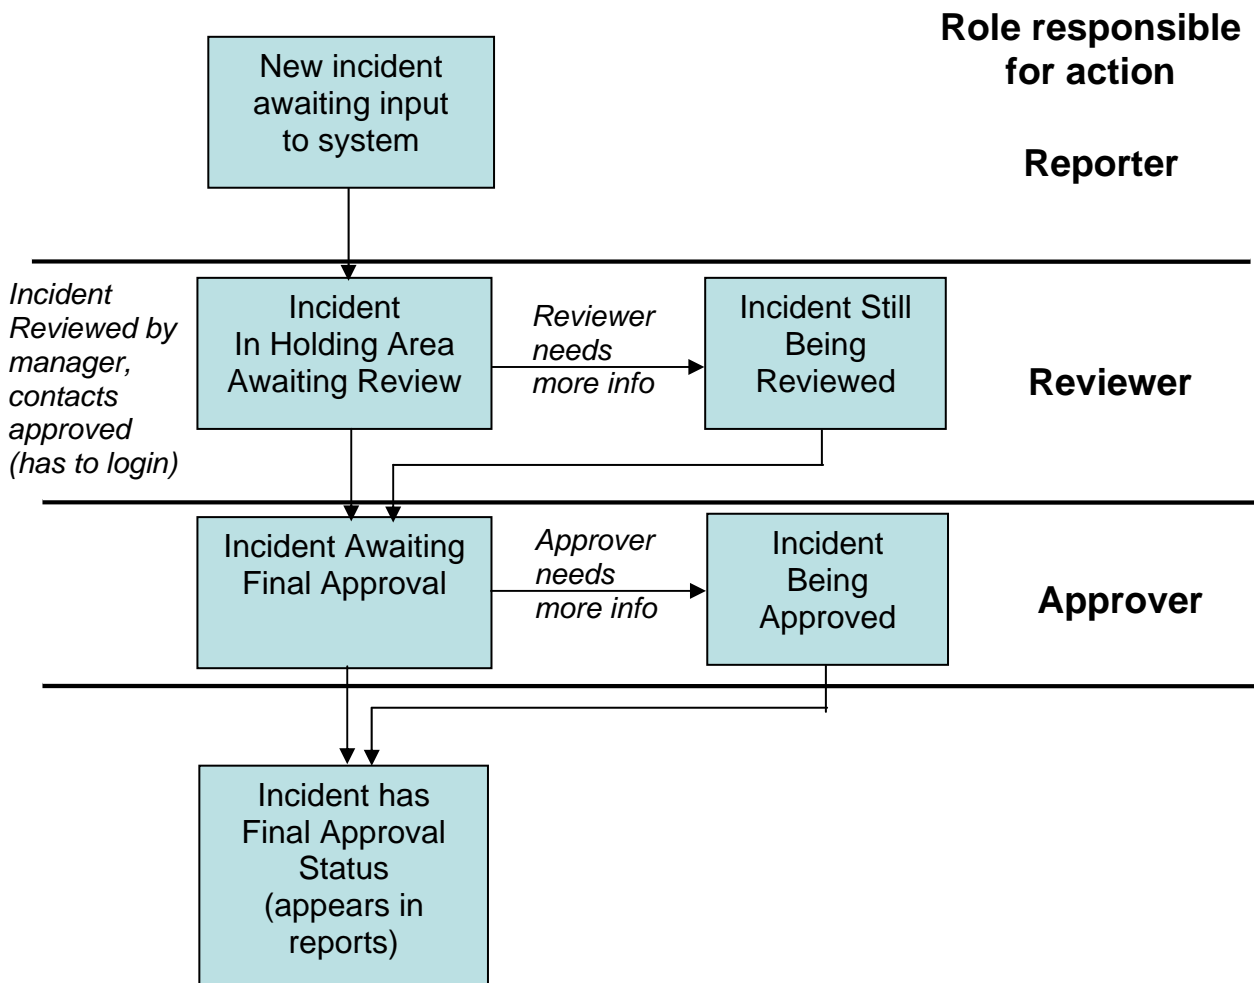 Role responsible
for action
New incident
awaiting input
to system
Reporter
Incident
Reviewed by
manager,
contacts
approved
(has to login)
Incident
In Holding Area
Awaiting Review
Reviewer
needs
more info
Incident Still
Being
Reviewed
Reviewer
Incident Awaiting
Final Approval
Approver
needs
more info
Incident
Being
Approved
Approver
Incident has
Final Approval
Status
(appears in
reports)